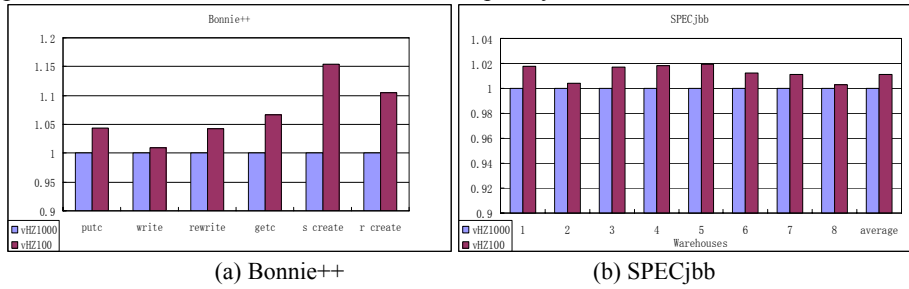 Bonnie++
1.2
1.15
1.1
1.05
1
0.95
0.9
putc write rewrite getc s create r create
vHZ1000
vHZ100
(a) Bonnie++
SPECjbb
1.04
1.02
1
0.98
0.96
0.94
0.92
0.9
1 2 3 4 5 6 7 8 average
Warehouses
vHZ1000
vHZ100
(b) SPECjbb